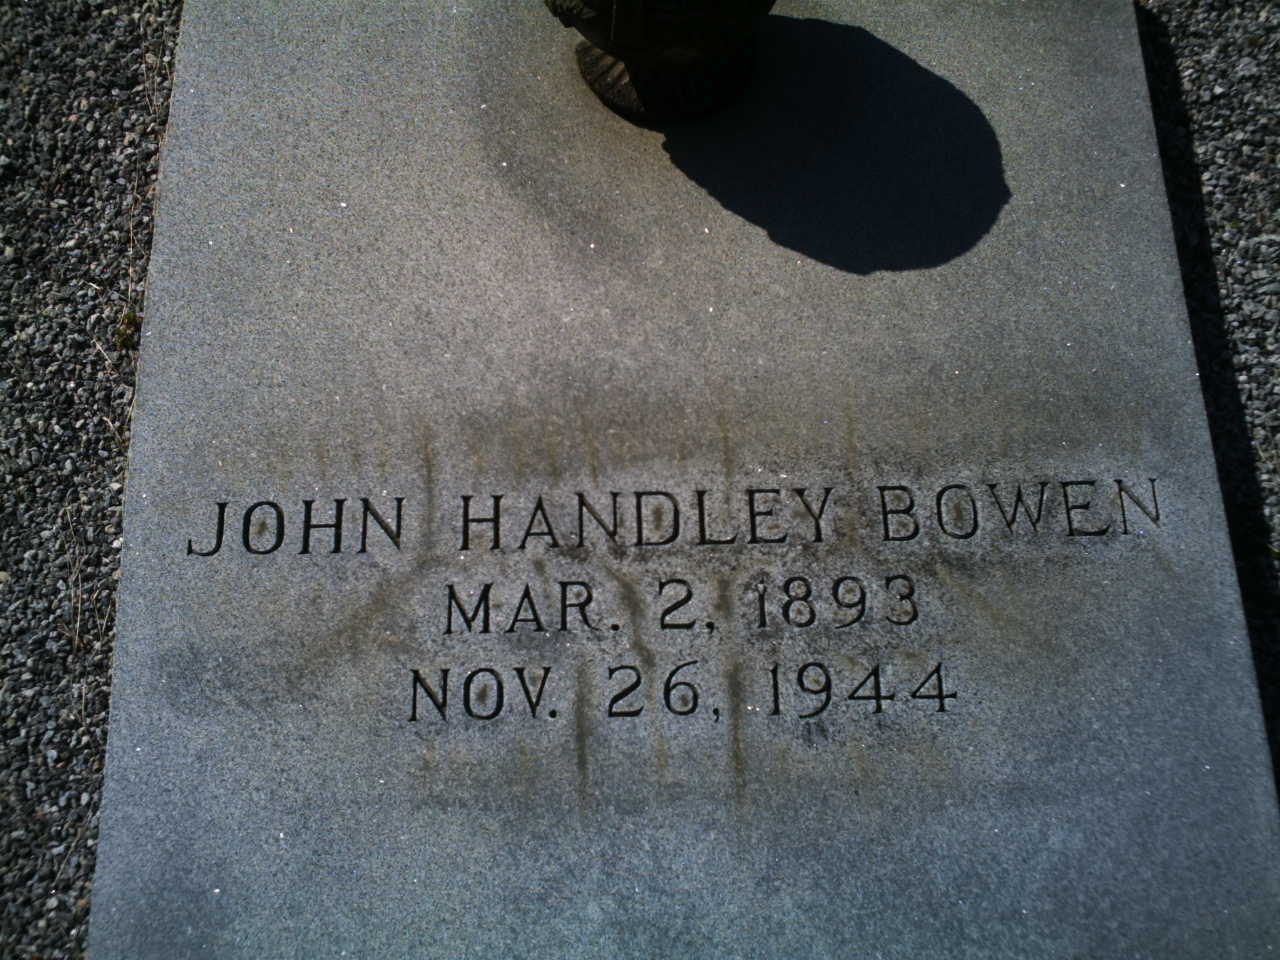 JOHN HANDLEY BOWEN
MAR. 2, 1893
NOV. 26, 1944